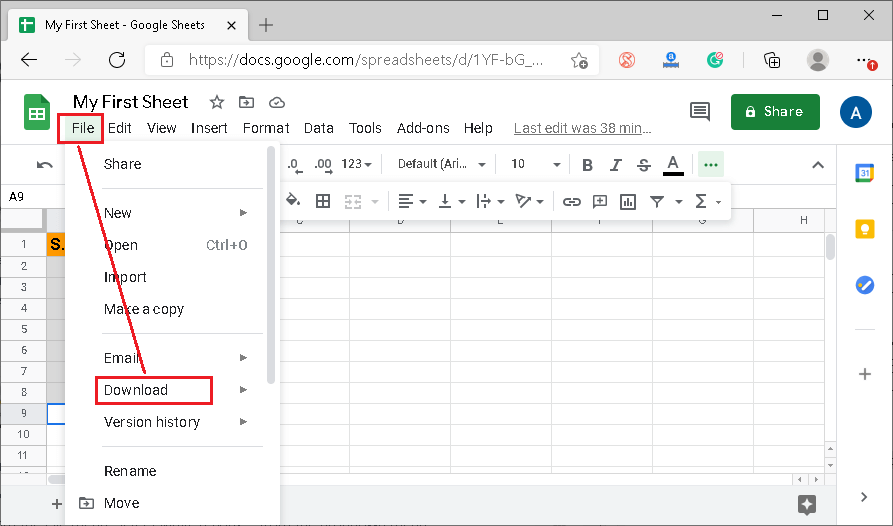 My First Sheet - Google Sheets
https://docs.google.com/spreadsheets/d/1YF-bG_...
My First Sheet
File Edit View Insert Format Data Tools Add-ons Help Last edit was 38 min...
Share
A
.0 .00 123 Default (Ari... 10 B I S A
A9
31
Share
New
Open Ctrl+O
Import
Make a copy
Email
Download
Version history
Rename
Move
C D E F G H
1 S.
2
3
4
5
6
7
8
9
10
11